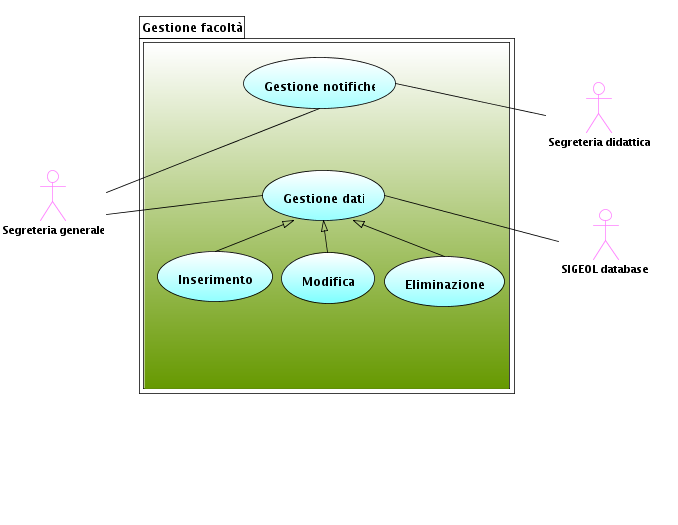 Gestione facoltà
Gestione notifiche
Segreteria didattica
Segreteria generale
Gestione dati
SIGEOL database
Inserimento
Modifica
Eliminazione